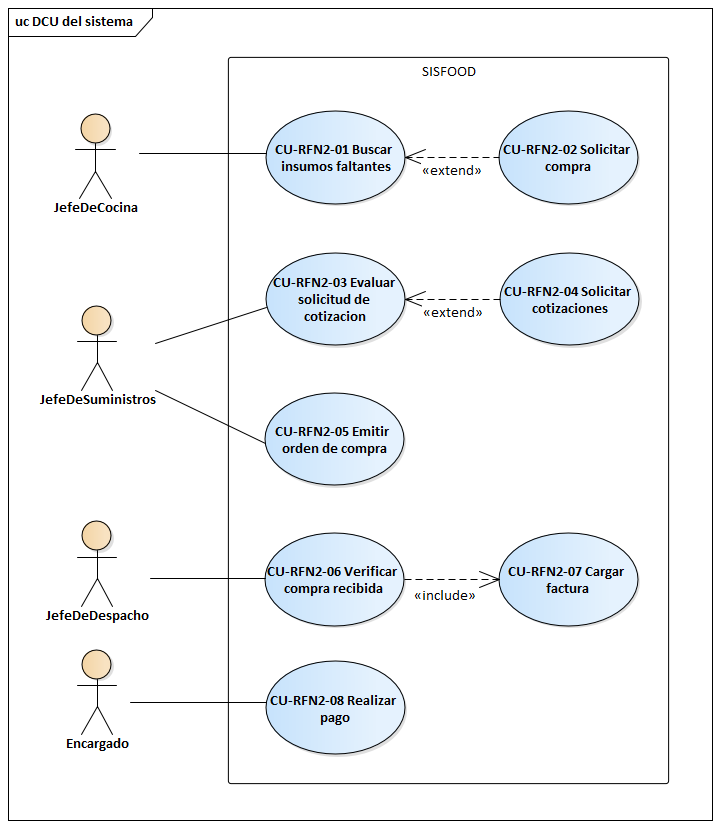 uc DCU del sistema
SISFOOD
JefeDeCocina
CU-RFN2-01 Buscar
insumos faltantes
«extend»
CU-RFN2-02 Solicitar
compra
JefeDeSuministros
CU-RFN2-03 Evaluar
solicitud de
cotizacion
«extend»
CU-RFN2-04 Solicitar
cotizaciones
CU-RFN2-05 Emitir
orden de compra
JefeDeDespacho
CU-RFN2-06 Verificar
compra recibida
«include»
CU-RFN2-07 Cargar
factura
Encargado
CU-RFN2-08 Realizar
pago